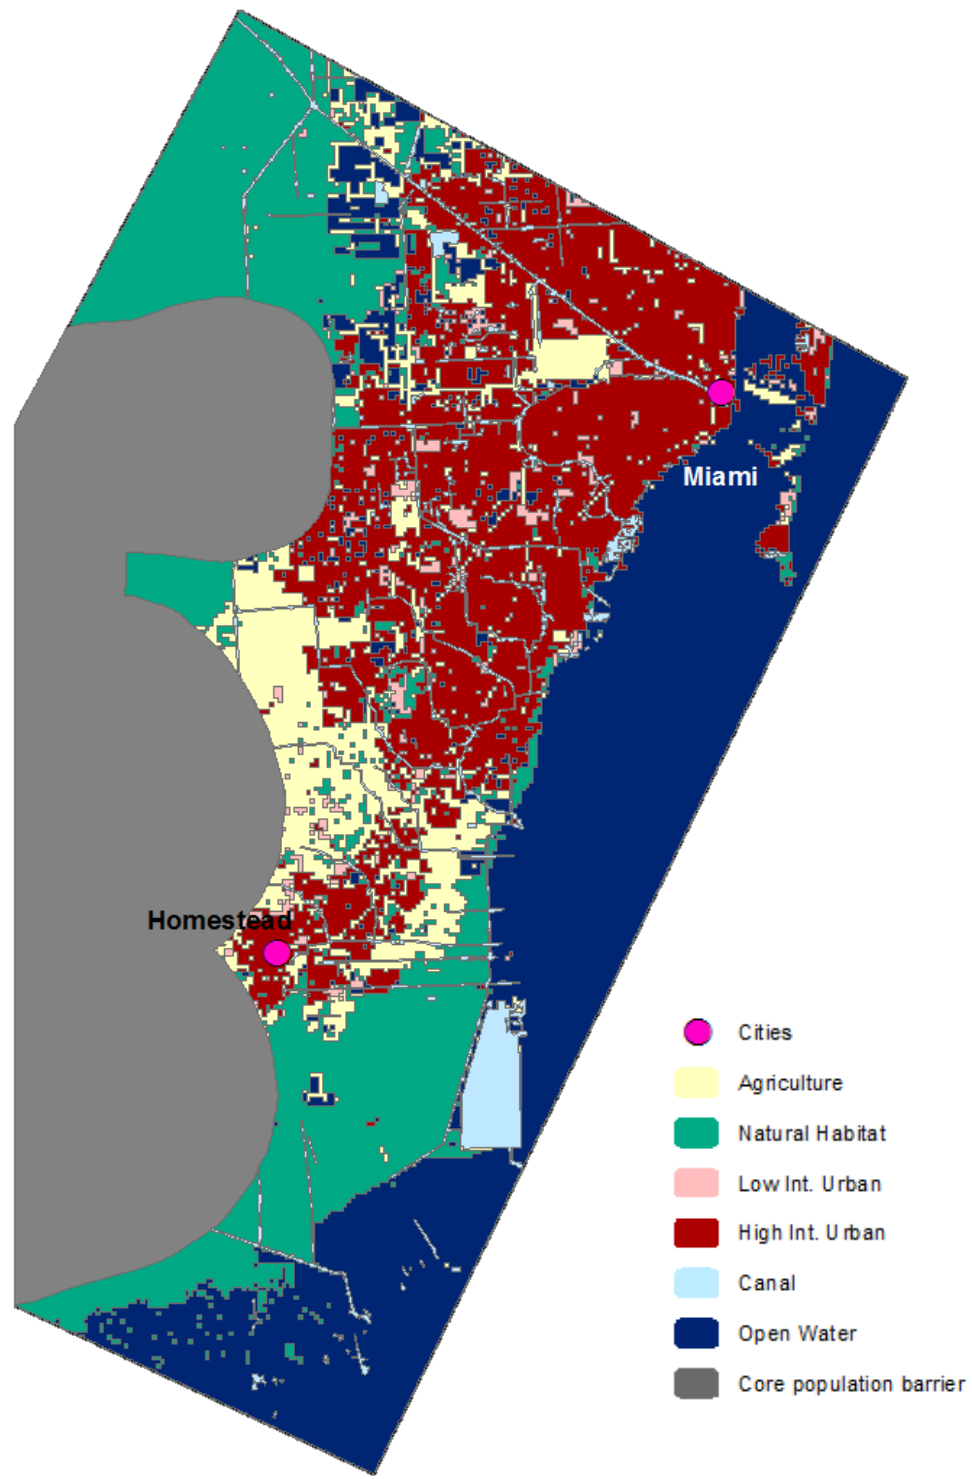 Miami
Homestead
Cities
Agriculture
Natural Habitat
Low Int. Urban
High Int. Urban
Canal
Open Water
Core population barrier